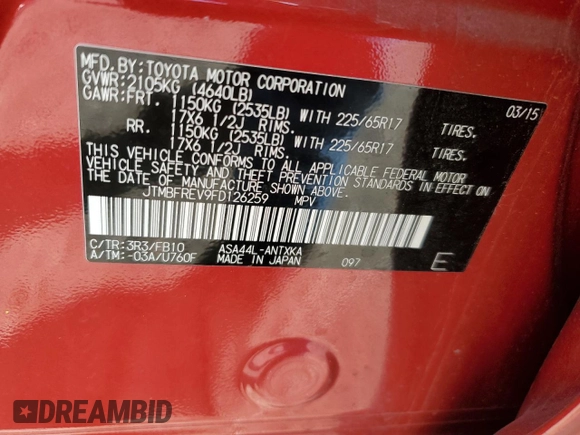 MFD. BY: TOYOTA MOTOR CORPORATION 03/15
GVWR: 2105KG (4640LB)
GAWR: FRT. 1150KG (2535LB) WITH 225/65R17 TIRES.
17X6 1/2J RIMS.
RR. 1150KG (2535LB) WITH 225/65R17 TIRES.
17X6 1/2J RIMS.
THIS VEHICLE CONFORMS TO ALL APPLICABLE FEDERAL MOTOR
VEHICLE SAFETY AND THEFT PREVENTION STANDARDS IN EFFECT ON
THE DATE OF MANUFACTURE SHOWN ABOVE.
JTMBFREV9FD126259 MPV
C/TR: 3R3/FB10 ASA44L-ANTXKA
A/TM: -03A/U760F MADE IN JAPAN 097 E
DREAMBID